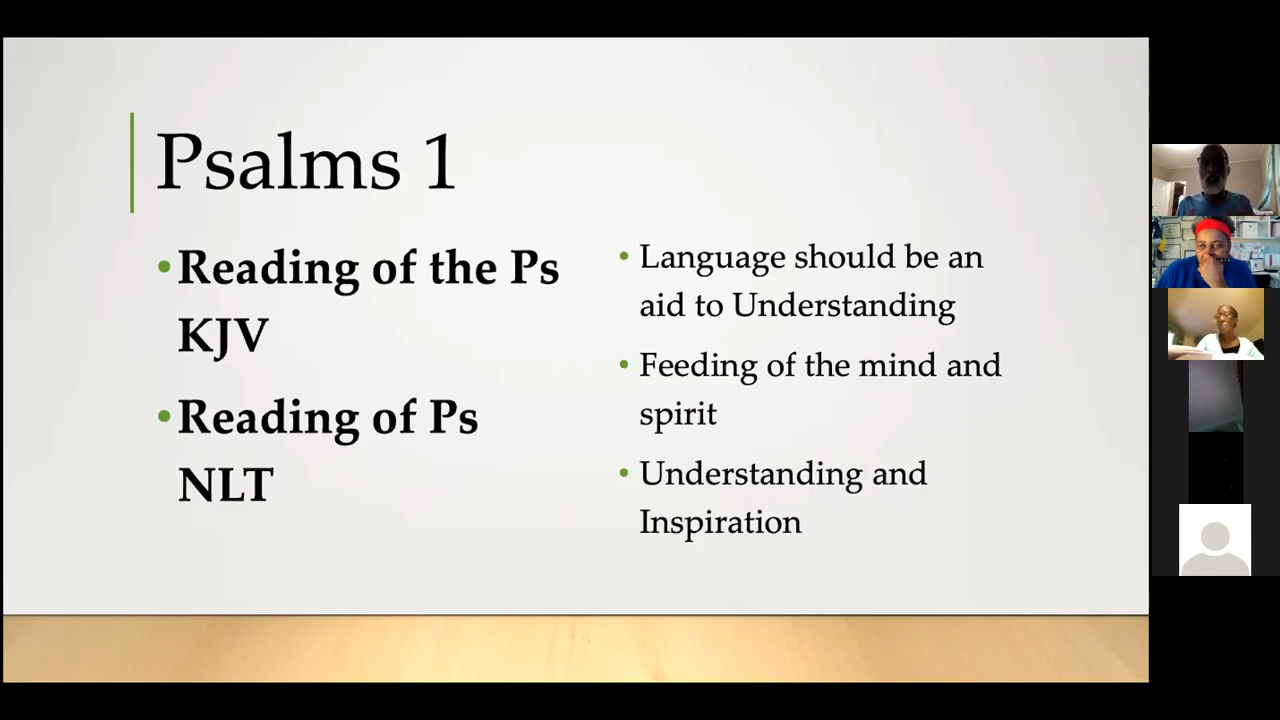 Psalms 1
•Reading of the Ps
KJV
•Reading of Ps
NLT
• Language should be an
aid to Understanding
• Feeding of the mind and
spirit
• Understanding and
Inspiration